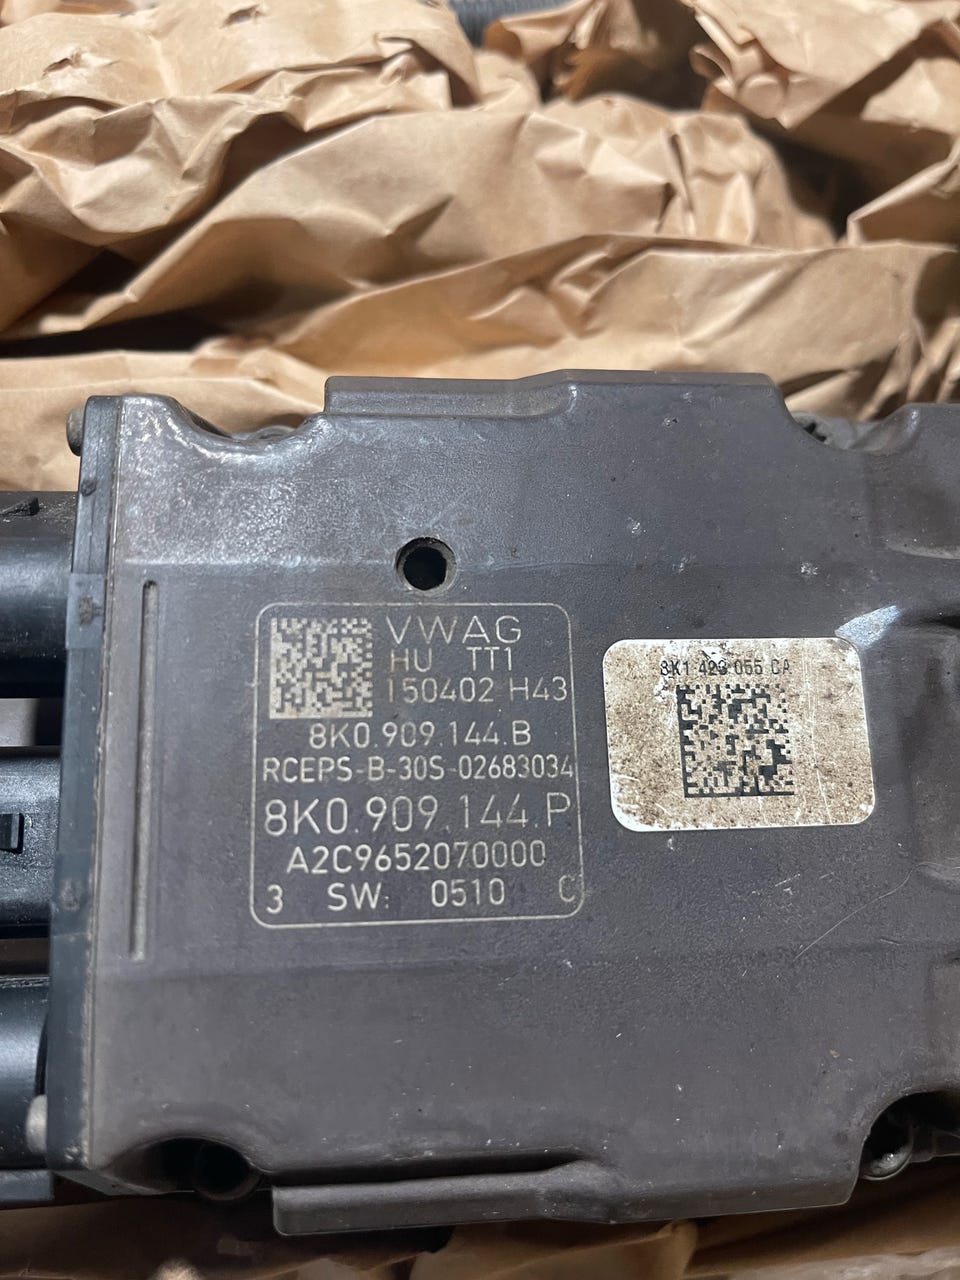 VWAG
HU TT1
150402 H43
8K0.909.144.B
RCEPS-B-30S-02683034
8K0.909.144.P
A2C9652070000
3 SW: 0510 C
8K1 423 055 CA